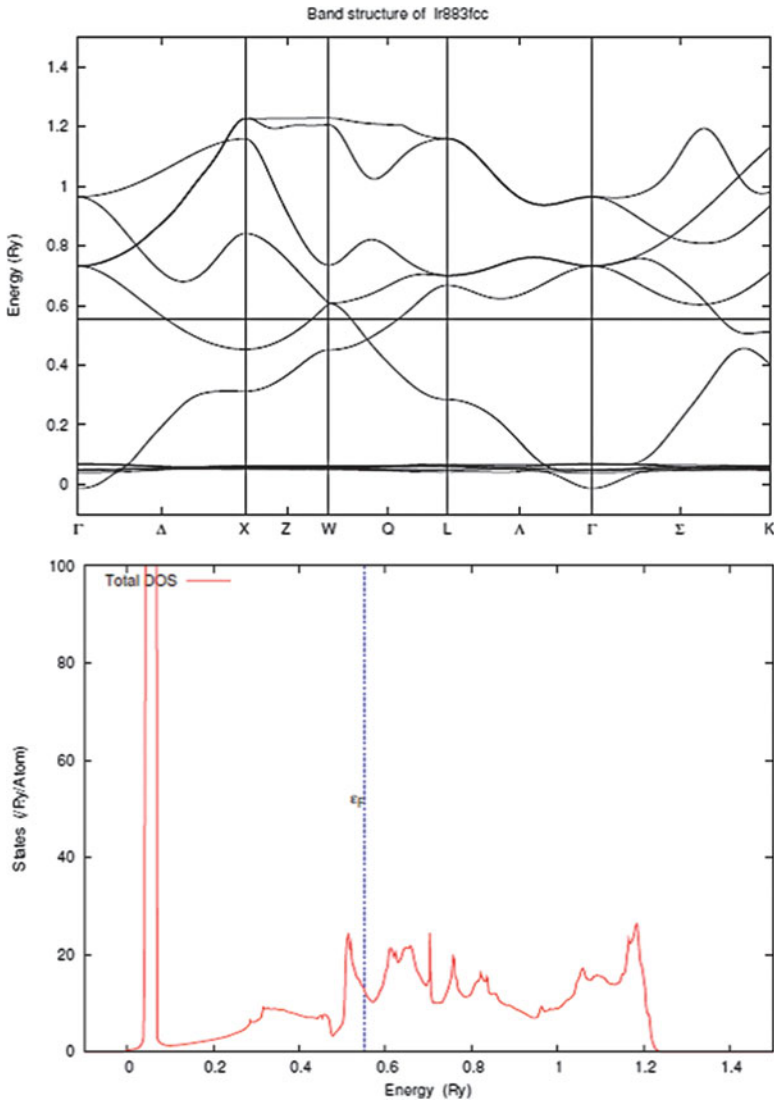 Band structure of Ir883fcc
Energy (Ry)
1.4
1.2
1
0.8
0.6
0.4
0.2
0
Γ Δ X Z W Q L Λ Γ Σ K
Total DOS
States (/Ry/Atom)
100
80
60
40
20
0
εF
0 0.2 0.4 0.6 0.8 1 1.2 1.4
Energy (Ry)